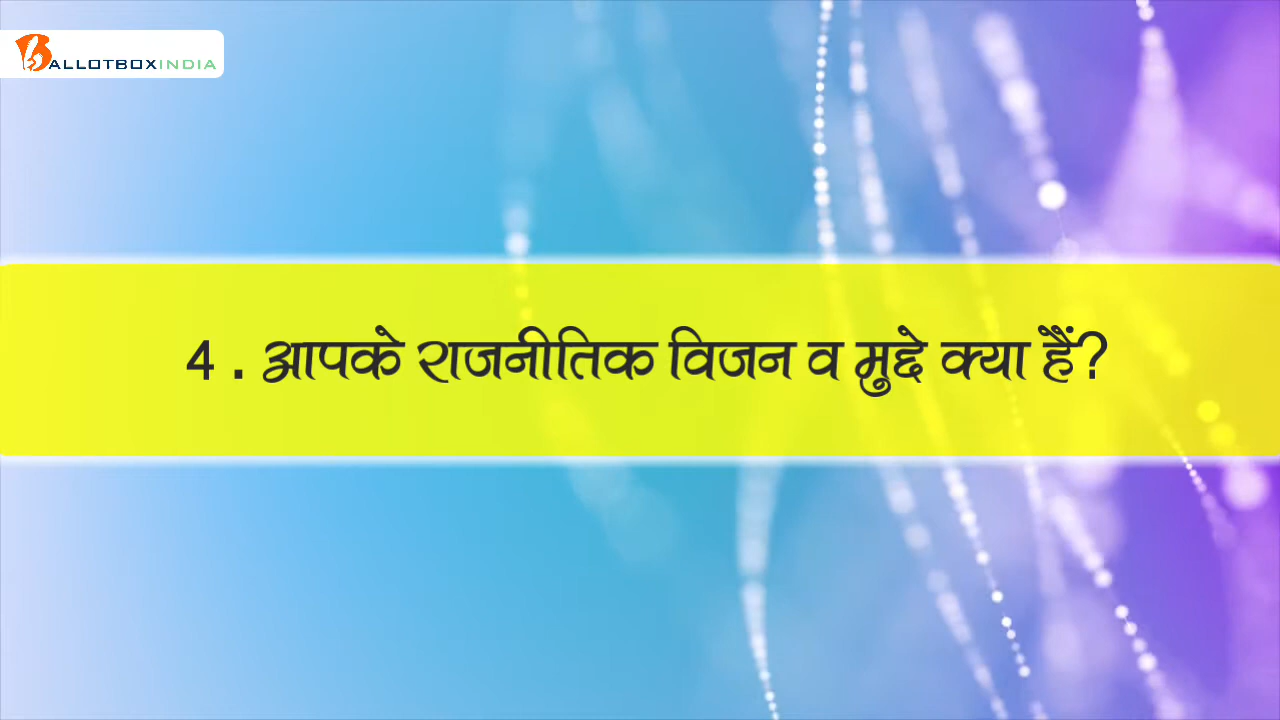 BALLOTBOXINDIA
4 . आपके राजनीतिक विजन व मुद्दे क्या हैं?